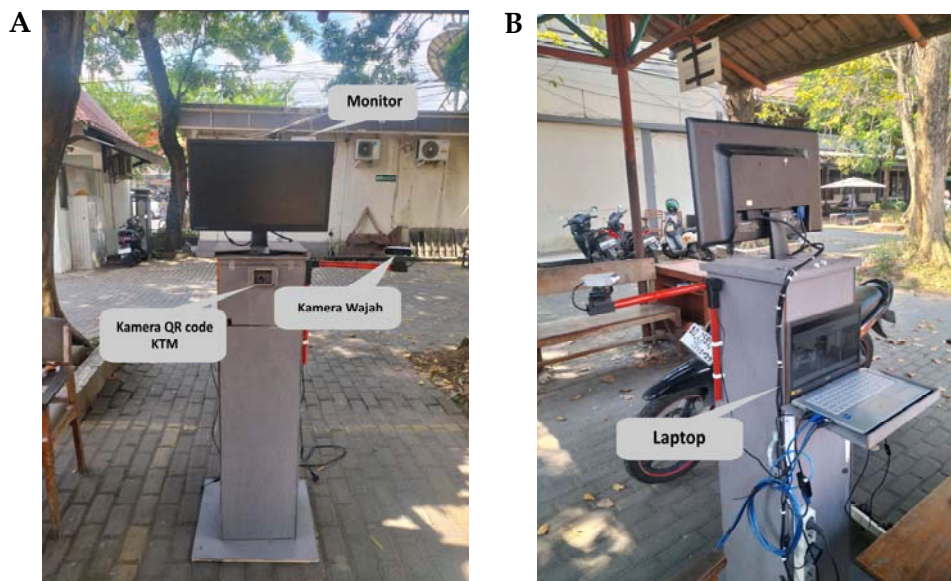 A
Monitor
Kamera QR code
KTM
Kamera Wajah
B
Laptop